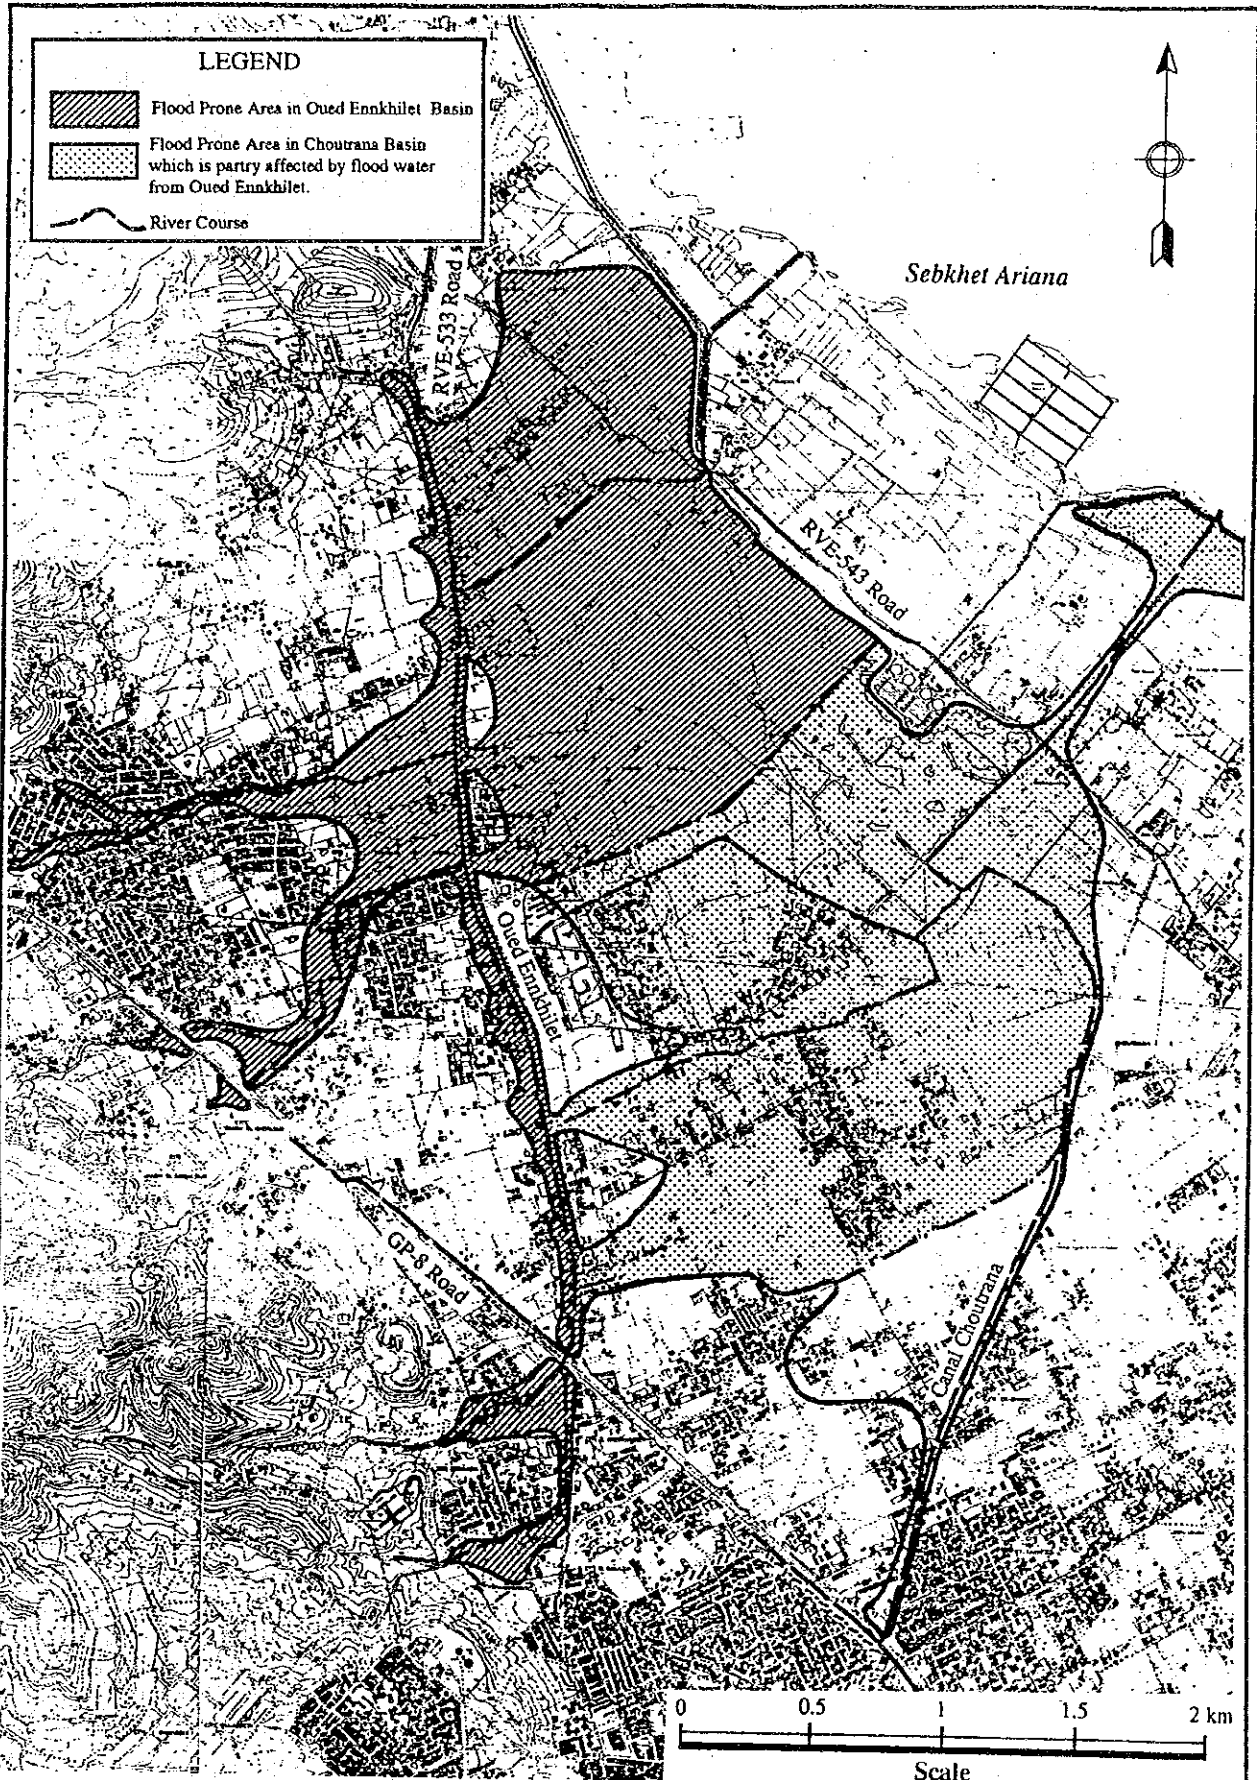 LEGEND
Flood Prone Area in Oued Ennkhilet Basin
Flood Prone Area in Choutrana Basin
which is partry affected by flood water
from Oued Ennkhilet.
River Course
Sebkhet Ariana
RVE-533 Road
RVE-543 Road
Oued Ennkhilet
GP-8 Road
Canal Choutrana
0 0.5 1 1.5 2 km
Scale